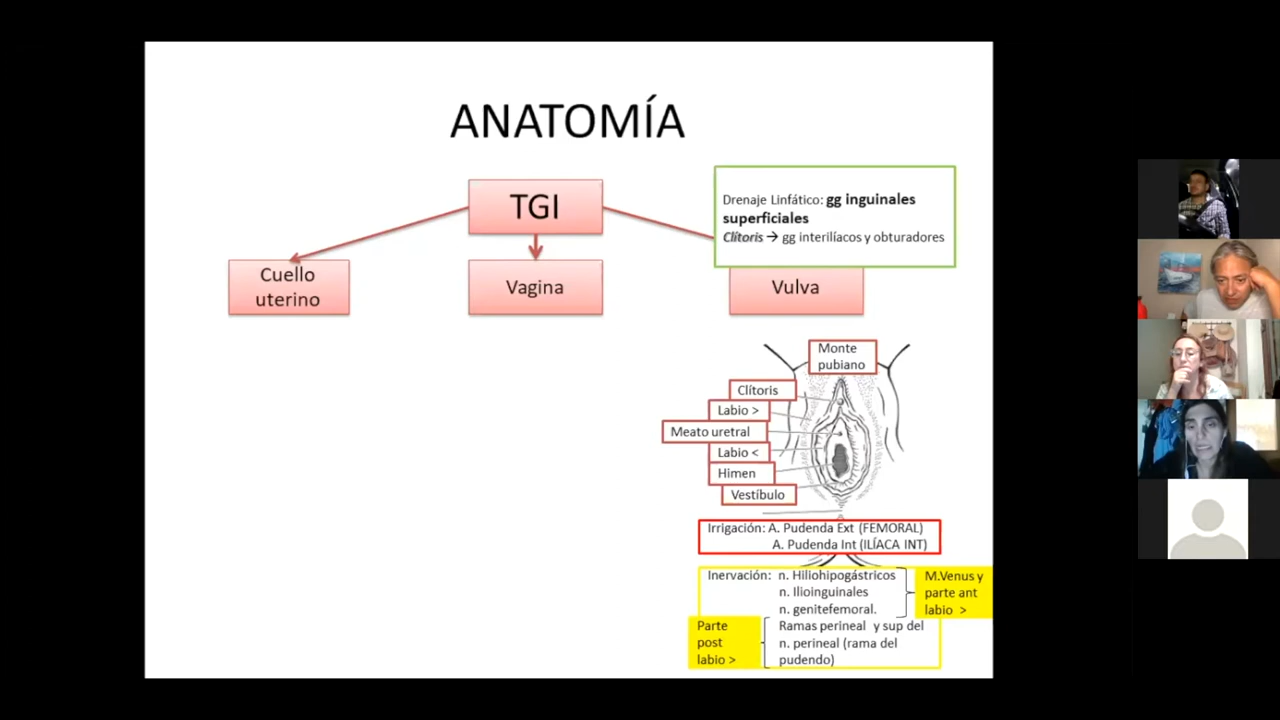 ANATOMÍA
TGI
Drenaje Linfático: gg inguinales
superficiales
Clítoris → gg interilíacos y obturadores
Cuello
uterino
Vagina
Vulva
Monte
pubiano
Clítoris
Labio >
Meato uretral
Labio <
Himen
Vestíbulo
Irrigación: A. Pudenda Ext (FEMORAL)
A. Pudenda Int (ILÍACA INT)
Inervación: n. Hiliohipogástricos
n. Ilioinguinales
n. genitefemoral.
M.Venus y
parte ant
labio >
Parte
post
labio >
Ramas perineal y sup del
n. perineal (rama del
pudendo)